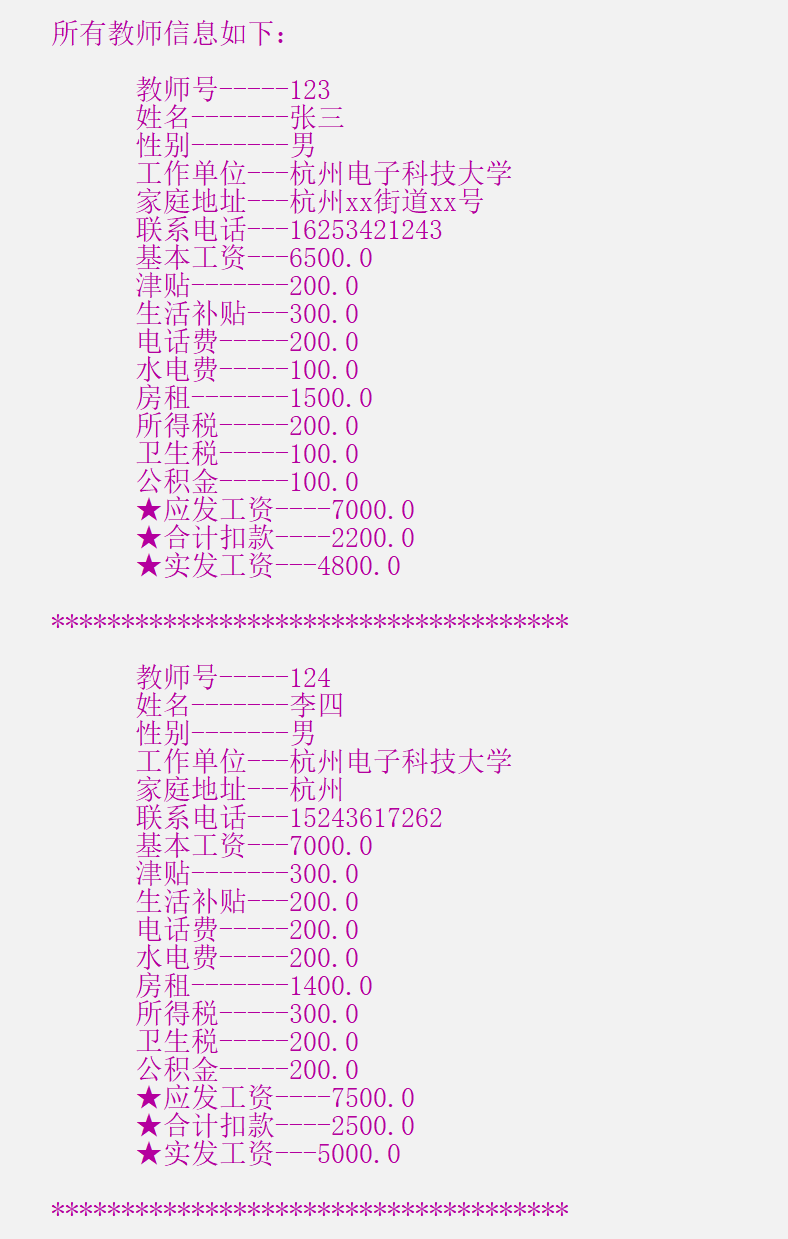 所有教师信息如下:
教师号-----123
姓名-------张三
性别-------男
工作单位---杭州电子科技大学
家庭地址---杭州xx街道xx号
联系电话---16253421243
基本工资---6500.0
津贴-------200.0
生活补贴---300.0
电话费-----200.0
水电费-----100.0
房租-------1500.0
所得税-----200.0
卫生税-----100.0
公积金-----100.0
★应发工资----7000.0
★合计扣款----2200.0
★实发工资---4800.0
*************************************
教师号-----124
姓名-------李四
性别-------男
工作单位---杭州电子科技大学
家庭地址---杭州
联系电话---15243617262
基本工资---7000.0
津贴-------300.0
生活补贴---200.0
电话费-----200.0
水电费-----200.0
房租-------1400.0
所得税-----300.0
卫生税-----200.0
公积金-----200.0
★应发工资----7500.0
★合计扣款----2500.0
★实发工资---5000.0
*************************************